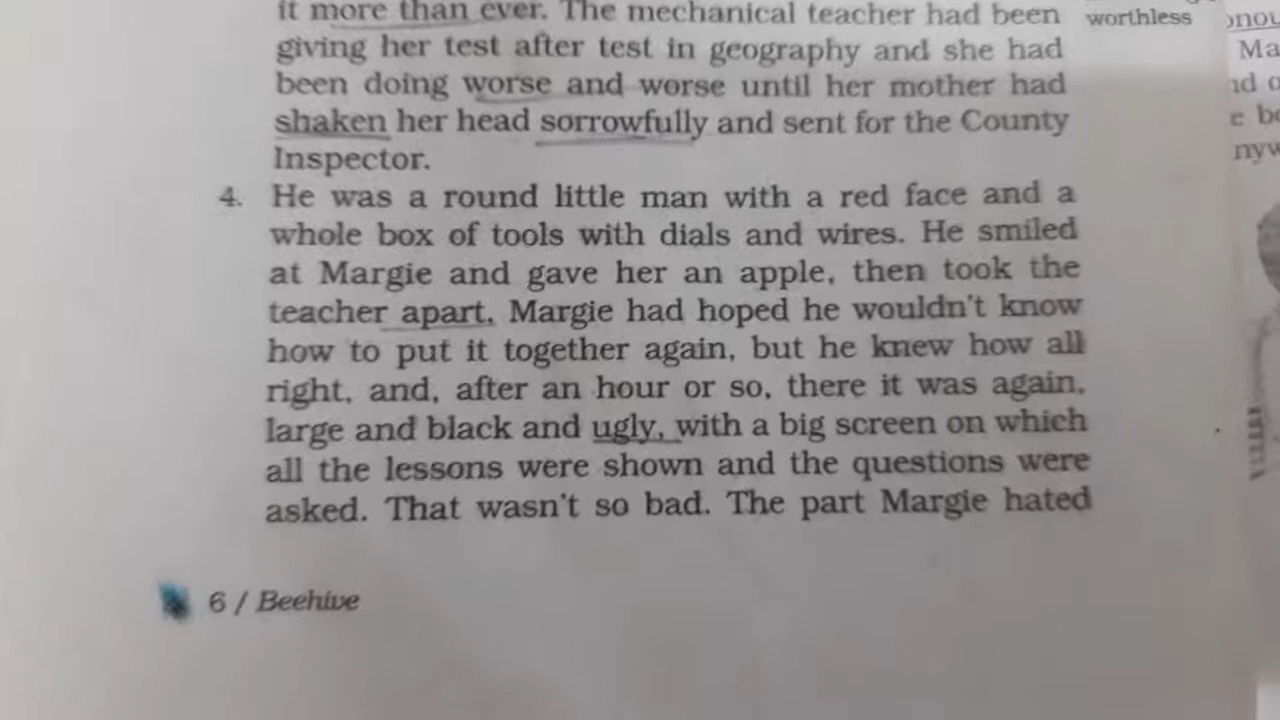 it more than ever. The mechanical teacher had been
worthless
giving her test after test in geography and she had
been doing worse and worse until her mother had
shaken her head sorrowfully and sent for the County
Inspector.
4. He was a round little man with a red face and a
whole box of tools with dials and wires. He smiled
at Margie and gave her an apple, then took the
teacher apart. Margie had hoped he wouldn't know
how to put it together again, but he knew how all
right, and, after an hour or so, there it was again,
large and black and ugly, with a big screen on which
all the lessons were shown and the questions were
asked. That wasn't so bad. The part Margie hated
6 / Beehive